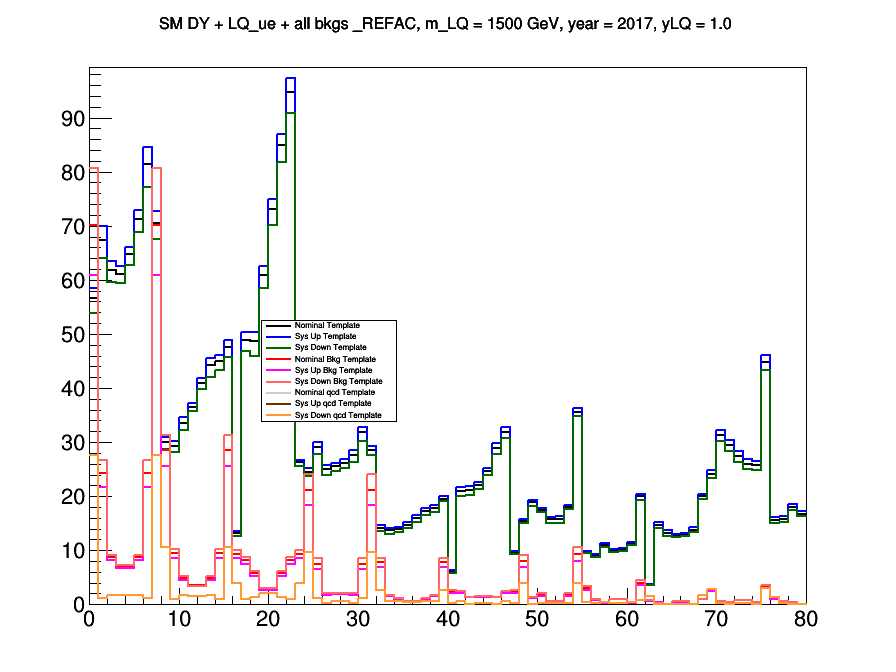 SM DY + LQ_ue + all bkgs _REFAC, m_LQ = 1500 GeV, year = 2017, yLQ = 1.0
90
80
70
60
50
40
30
20
10
0
Nominal Template
Sys Up Template
Sys Down Template
Nominal Bkg Template
Sys Up Bkg Template
Sys Down Bkg Template
Nominal qcd Template
Sys Up qcd Template
Sys Down qcd Template
0 10 20 30 40 50 60 70 80